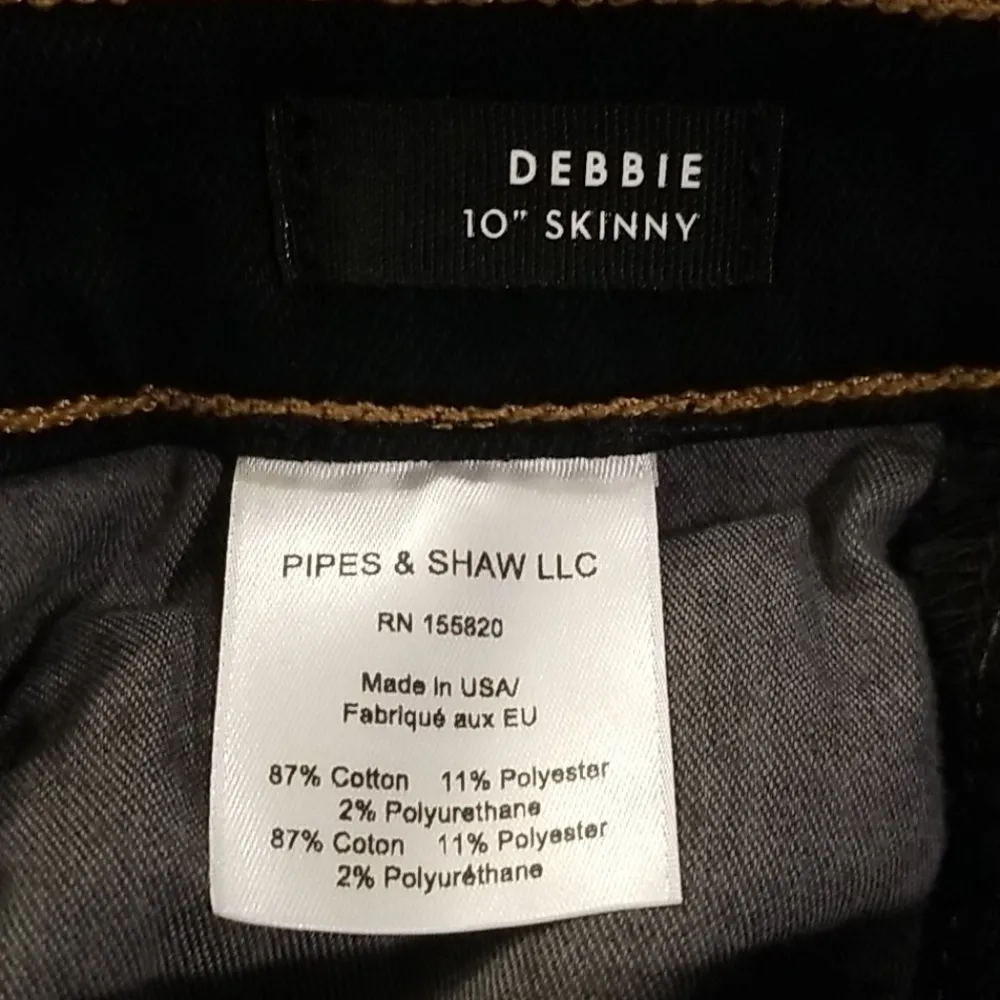 DEBBIE
10" SKINNY
PIPES & SHAW LLC
RN 155820
Made In USA/
Fabriqué aux EU
87% Cotton 11% Polyester
2% Polyurethane
87% Coton 11% Polyester
2% Polyuréthane